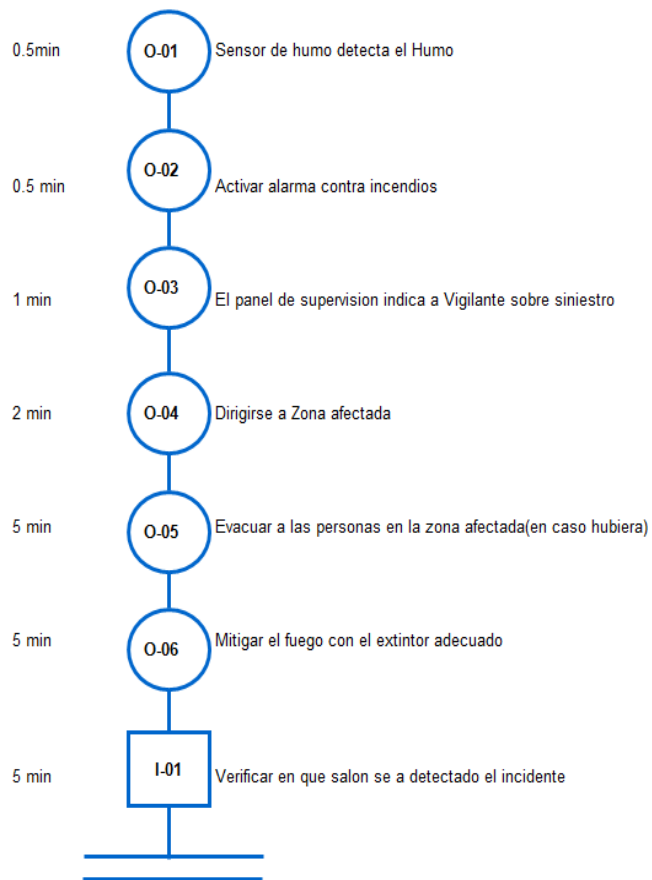 0.5min O-01 Sensor de humo detecta el Humo
0.5 min O-02 Activar alarma contra incendios
1 min O-03 El panel de supervision indica a Vigilante sobre siniestro
2 min O-04 Dirigirse a Zona afectada
5 min O-05 Evacuar a las personas en la zona afectada(en caso hubiera)
5 min O-06 Mitigar el fuego con el extintor adecuado
5 min I-01 Verificar en que salon se a detectado el incidente